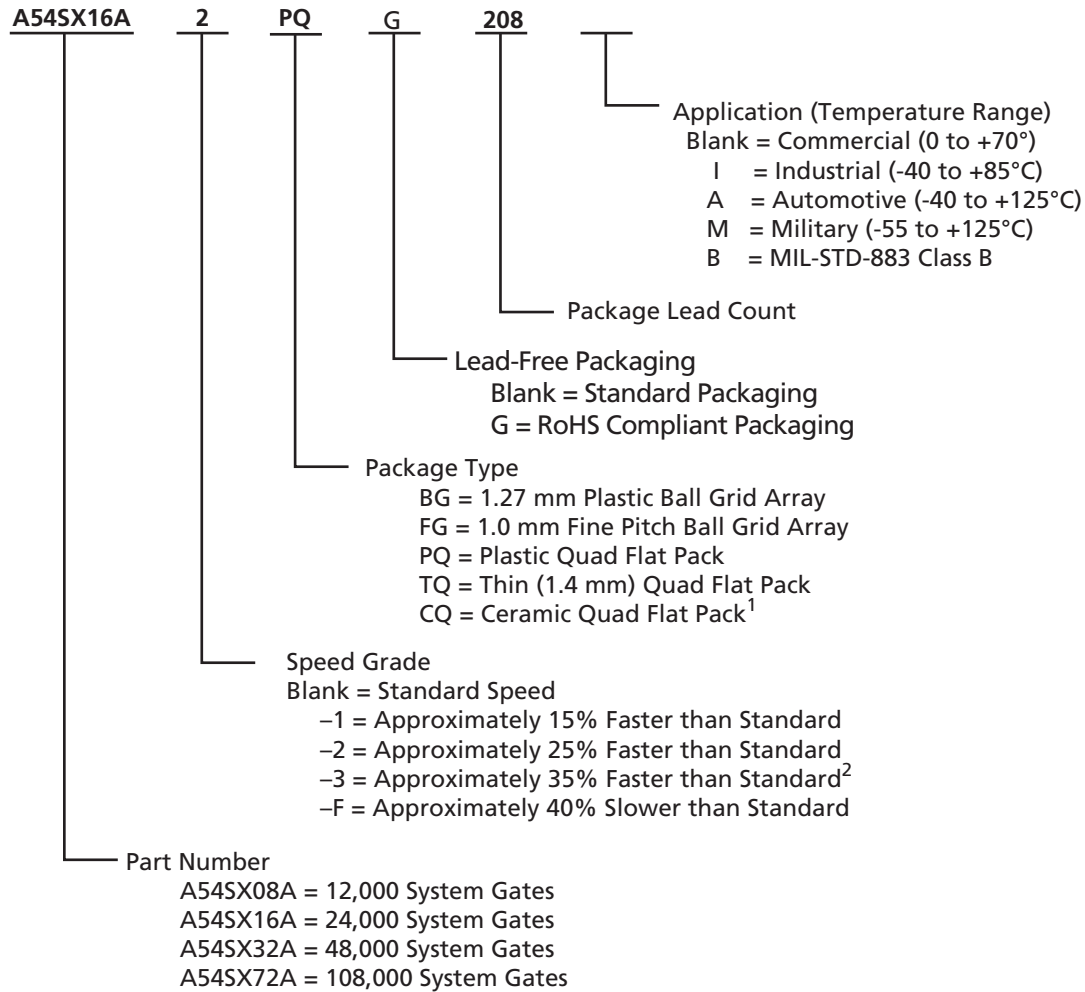 A54SX16A 2 PQ G 208
Application (Temperature Range)
Blank = Commercial (0 to +70°)
I = Industrial (-40 to +85°C)
A = Automotive (-40 to +125°C)
M = Military (-55 to +125°C)
B = MIL-STD-883 Class B
Package Lead Count
Lead-Free Packaging
Blank = Standard Packaging
G = RoHS Compliant Packaging
Package Type
BG = 1.27 mm Plastic Ball Grid Array
FG = 1.0 mm Fine Pitch Ball Grid Array
PQ = Plastic Quad Flat Pack
TQ = Thin (1.4 mm) Quad Flat Pack
CQ = Ceramic Quad Flat Pack1
Speed Grade
Blank = Standard Speed
–1 = Approximately 15% Faster than Standard
–2 = Approximately 25% Faster than Standard
–3 = Approximately 35% Faster than Standard2
–F = Approximately 40% Slower than Standard
Part Number
A54SX08A = 12,000 System Gates
A54SX16A = 24,000 System Gates
A54SX32A = 48,000 System Gates
A54SX72A = 108,000 System Gates